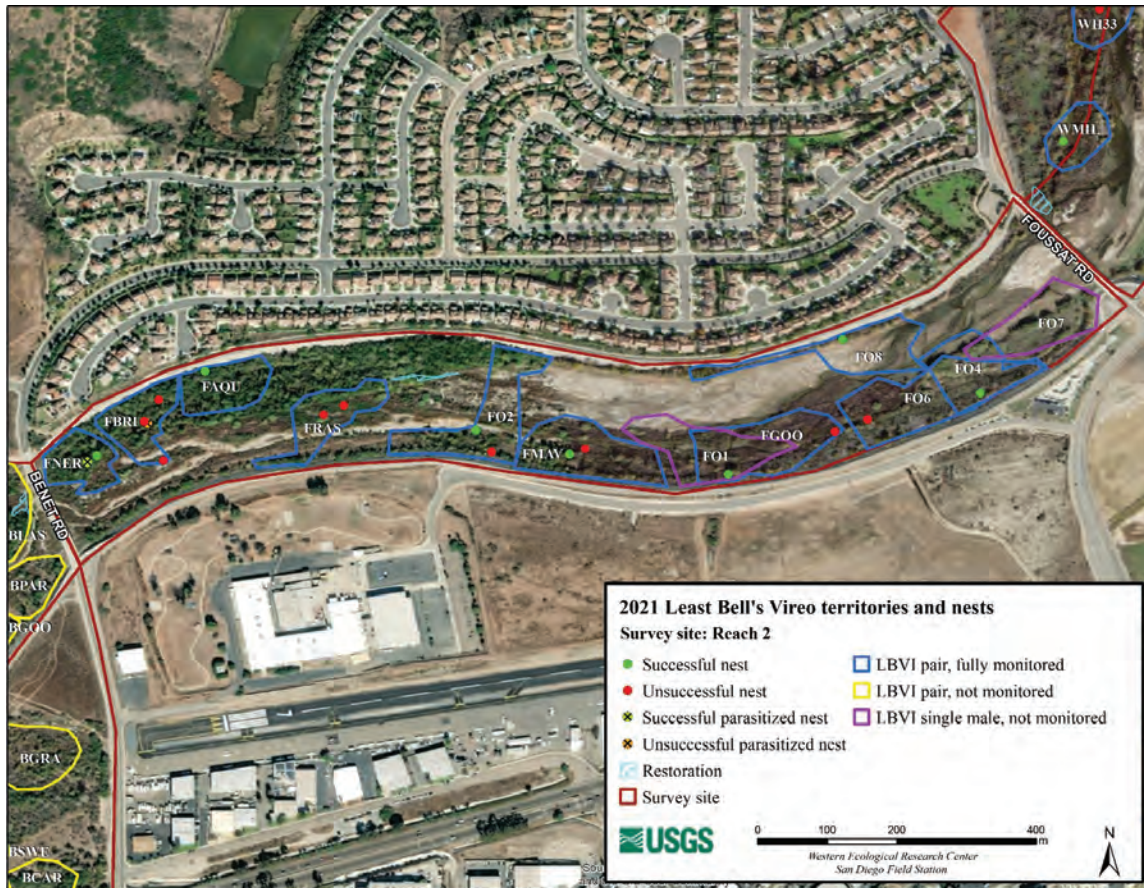 WH33
WMIL
FOUSSAT RD
FO7
FO8
FO4
FAQU
FO6
FBRI
FRAS
FO2
FGOO
FNER
FMAV
FO1
BENET RD
BLAS
BPAR
BGOO
BGRA
BSWE
BCAR
2021 Least Bell's Vireo territories and nests
Survey site: Reach 2
Successful nest
Unsuccessful nest
Successful parasitized nest
Unsuccessful parasitized nest
Restoration
Survey site
LBVI pair, fully monitored
LBVI pair, not monitored
LBVI single male, not monitored
USGS
0 100 200 400
m
Western Ecological Research Center
San Diego Field Station
N